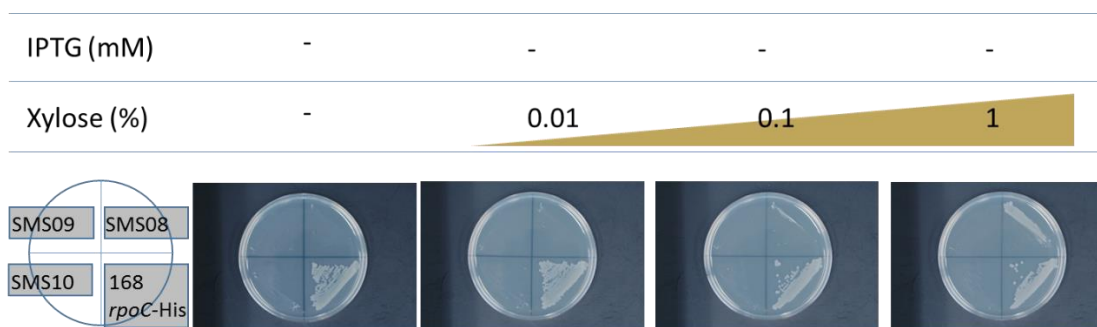 IPTG (mM) - - - -
Xylose (%) - 0.01 0.1 1
SMS09 SMS08
SMS10 168
rpoC-His